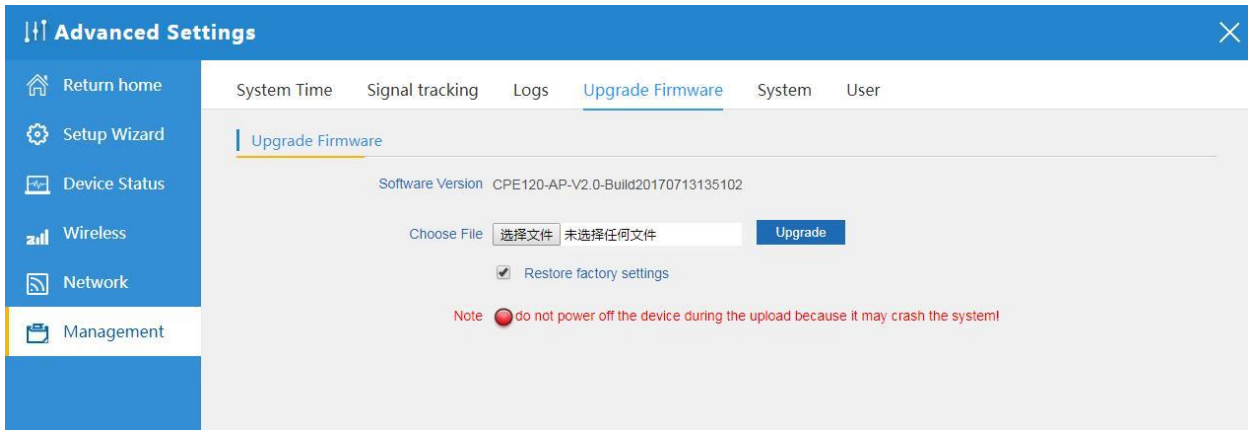 Advanced Settings
Return home
Setup Wizard
Device Status
Wireless
Network
Management
System Time Signal tracking Logs Upgrade Firmware System User
Upgrade Firmware
Software Version CPE120-AP-V2.0-Build20170713135102
Choose File 选择文件 未选择任何文件 Upgrade
Restore factory settings
Note do not power off the device during the upload because it may crash the system!